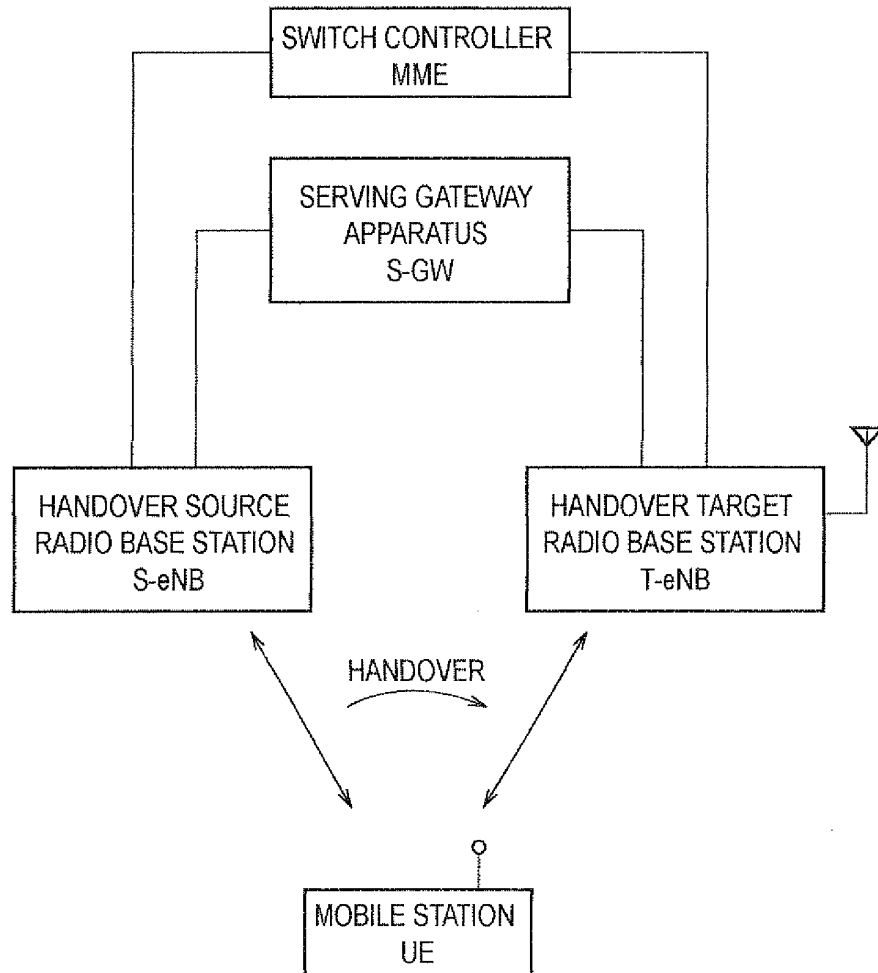 SWITCH CONTROLLER
MME
SERVING GATEWAY
APPARATUS
S-GW
HANDOVER SOURCE
RADIO BASE STATION
S-eNB
HANDOVER TARGET
RADIO BASE STATION
T-eNB
HANDOVER
MOBILE STATION
UE